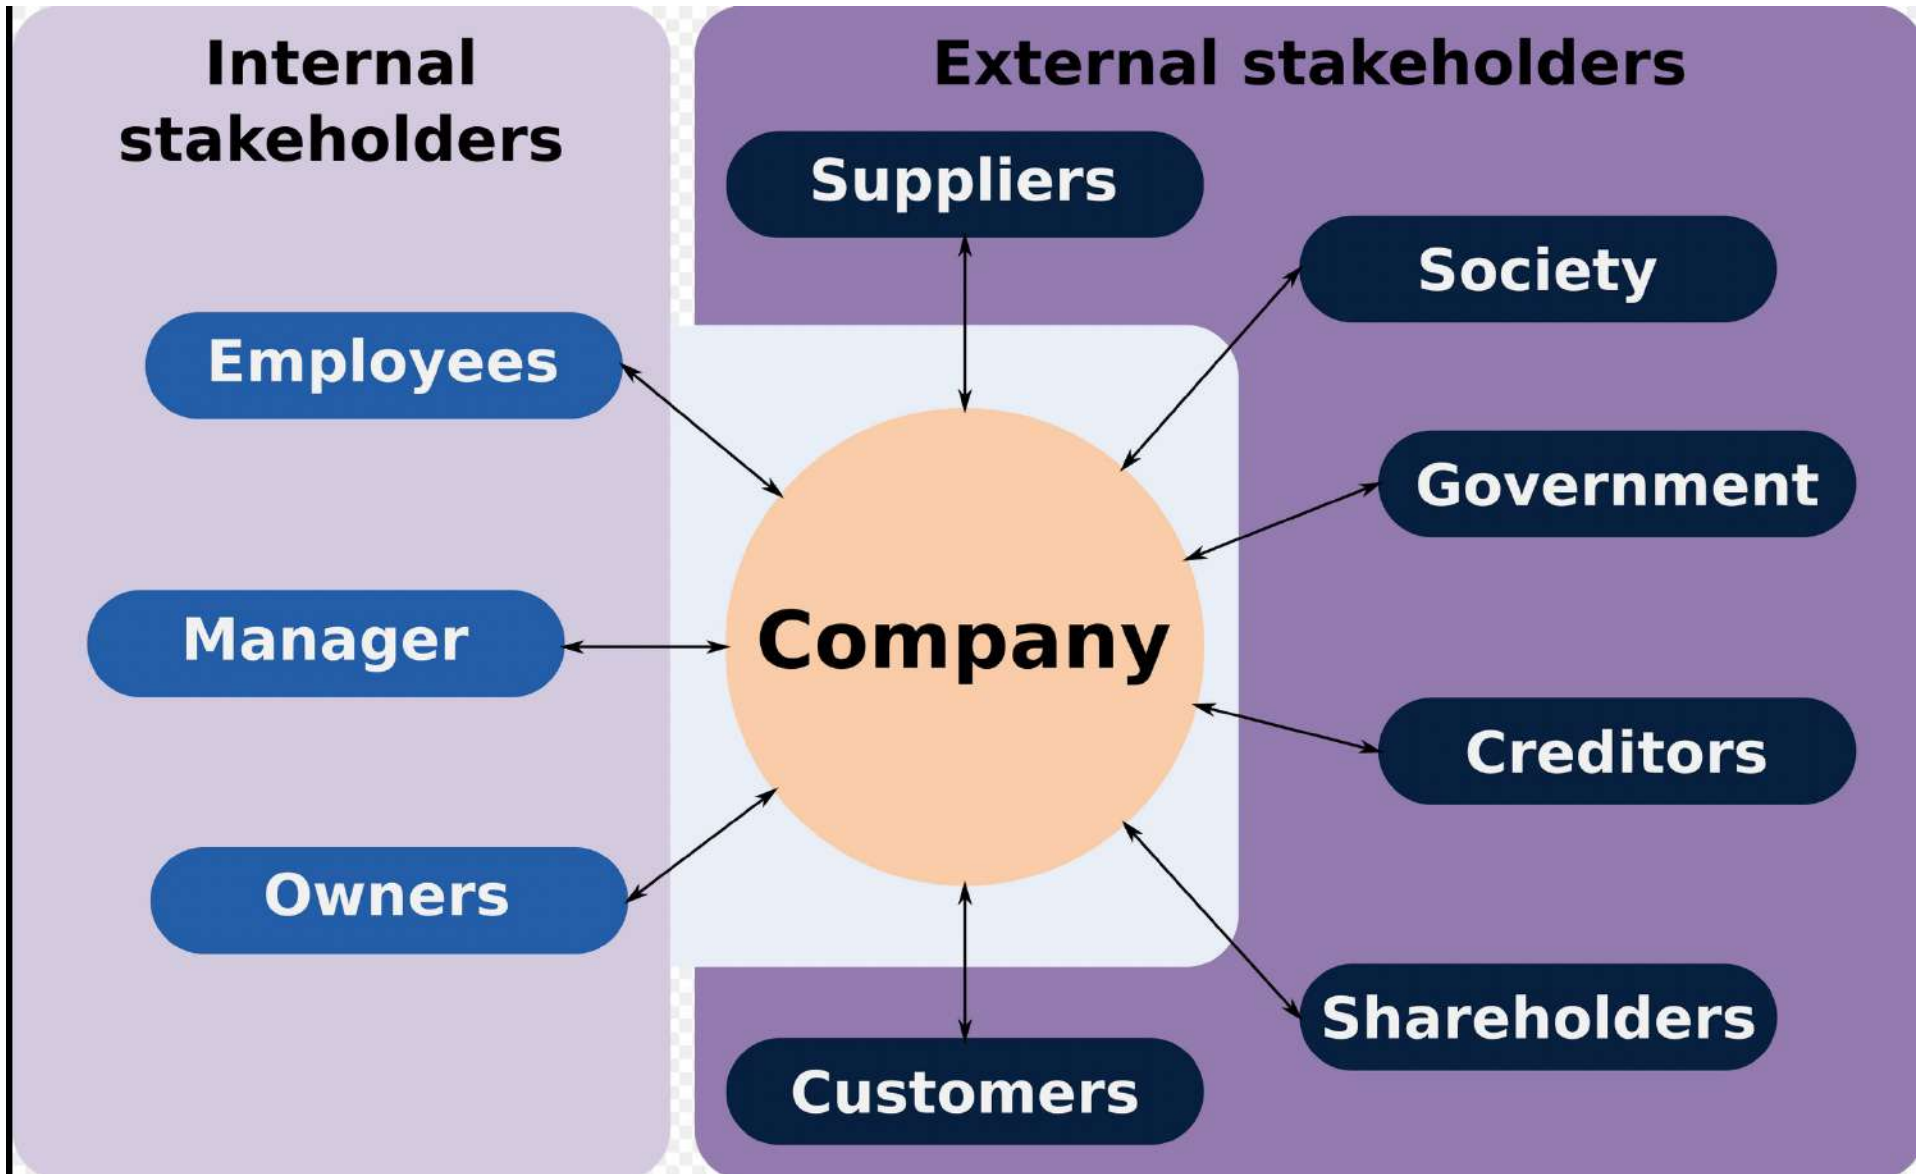 Internal
stakeholders
Employees
Manager
Owners
External stakeholders
Suppliers
Society
Government
Company
Creditors
Shareholders
Customers